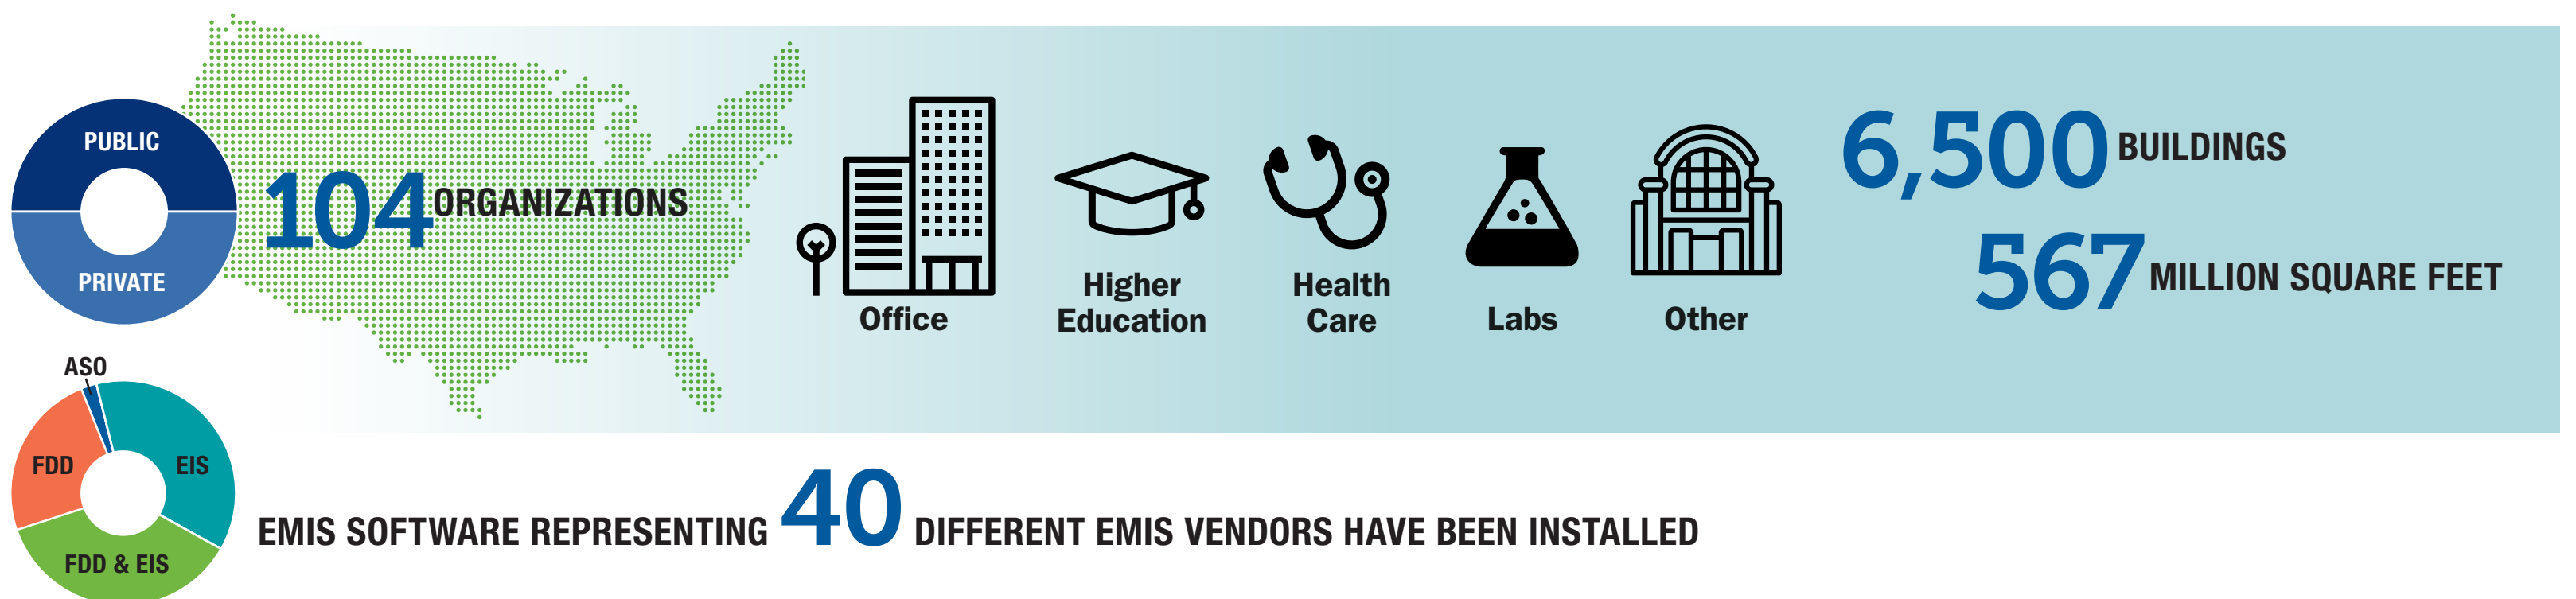 PUBLIC
PRIVATE
104 ORGANIZATIONS
Office
Higher
Education
Health
Care
Labs
Other
6,500 BUILDINGS
567 MILLION SQUARE FEET
ASO
FDD
EIS
FDD & EIS
EMIS SOFTWARE REPRESENTING 40 DIFFERENT EMIS VENDORS HAVE BEEN INSTALLED